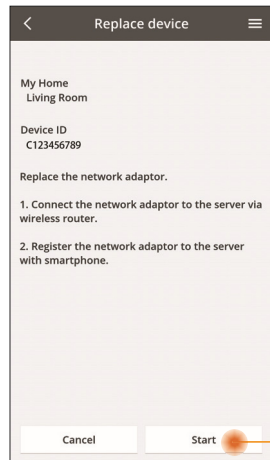 Replace device
My Home
Living Room
Device ID
C123456789
Replace the network adaptor.
1. Connect the network adaptor to the server via
wireless router.
2. Register the network adaptor to the server
with smartphone.
Cancel Start